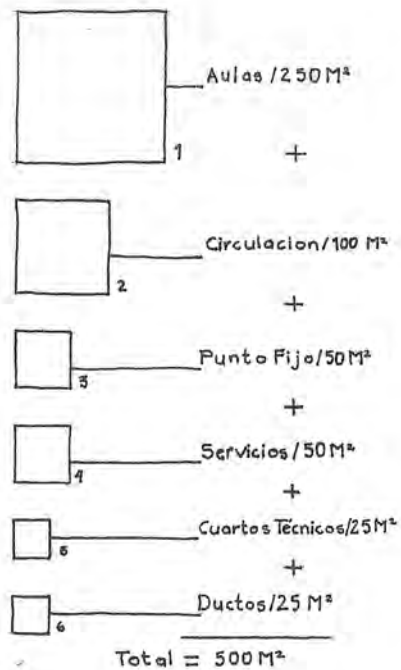 Aulas/250 M²
1
+
Circulacion/100 M²
2
+
Punto Fijo/50 M²
3
+
Servicios/50 M²
4
+
Cuartos Técnicos/25 M²
5
+
Ductos/25 M²
6
Total = 500 M²